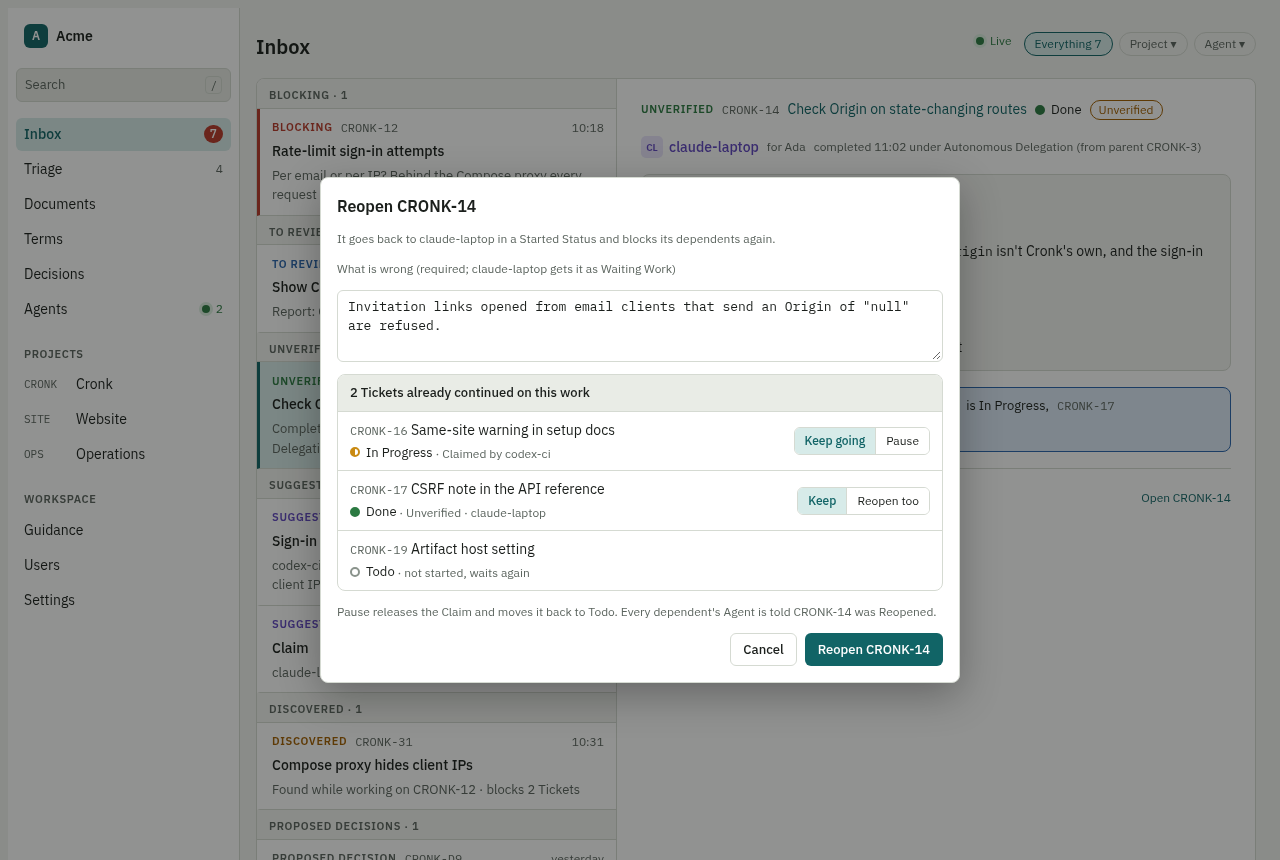 A Acme
Search /
Inbox 7
Triage 4
Documents
Terms
Decisions
Agents 2
PROJECTS
CRONK Cronk
SITE Website
OPS Operations
WORKSPACE
Guidance
Users
Settings
Inbox
Live
Everything 7
Project ▾
Agent ▾
BLOCKING · 1
BLOCKING CRONK-12 10:18
Rate-limit sign-in attempts
Per email or per IP? Behind the Compose proxy every
request
TO REVIE
TO REVI
Show C
Report:
UNVERIF
UNVERIF
Check O
Complet
Delegati
SUGGEST
SUGGES
Sign-in
codex-ci
client IP
SUGGES
Claim
claude-l
DISCOVERED · 1
DISCOVERED CRONK-31 10:31
Compose proxy hides client IPs
Found while working on CRONK-12 · blocks 2 Tickets
PROPOSED DECISIONS · 1
PROPOSED DECISION CRONK-D9 yesterday
UNVERIFIED CRONK-14 Check Origin on state-changing routes Done Unverified
CL claude-laptop for Ada completed 11:02 under Autonomous Delegation (from parent CRONK-3)
rigin isn't Cronk's own, and the sign-in
is In Progress, CRONK-17
Open CRONK-14
Reopen CRONK-14
It goes back to claude-laptop in a Started Status and blocks its dependents again.
What is wrong (required; claude-laptop gets it as Waiting Work)
Invitation links opened from email clients that send an Origin of "null"
are refused.
2 Tickets already continued on this work
CRONK-16 Same-site warning in setup docs
In Progress · Claimed by codex-ci
Keep going Pause
CRONK-17 CSRF note in the API reference
Done · Unverified · claude-laptop
Keep Reopen too
CRONK-19 Artifact host setting
Todo · not started, waits again
Pause releases the Claim and moves it back to Todo. Every dependent's Agent is told CRONK-14 was Reopened.
Cancel Reopen CRONK-14